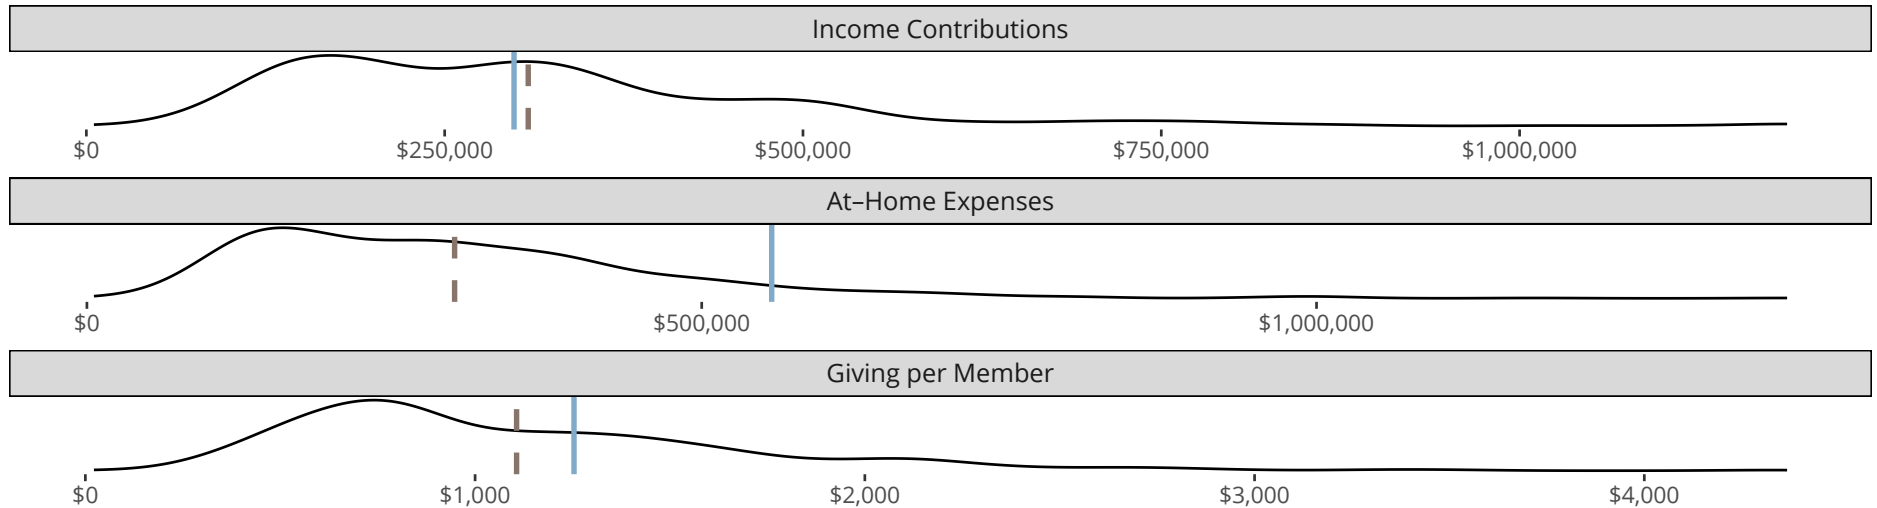 Income Contributions
$0 $250,000 $500,000 $750,000 $1,000,000
At–Home Expenses
$0 $500,000 $1,000,000
Giving per Member
$0 $1,000 $2,000 $3,000 $4,000